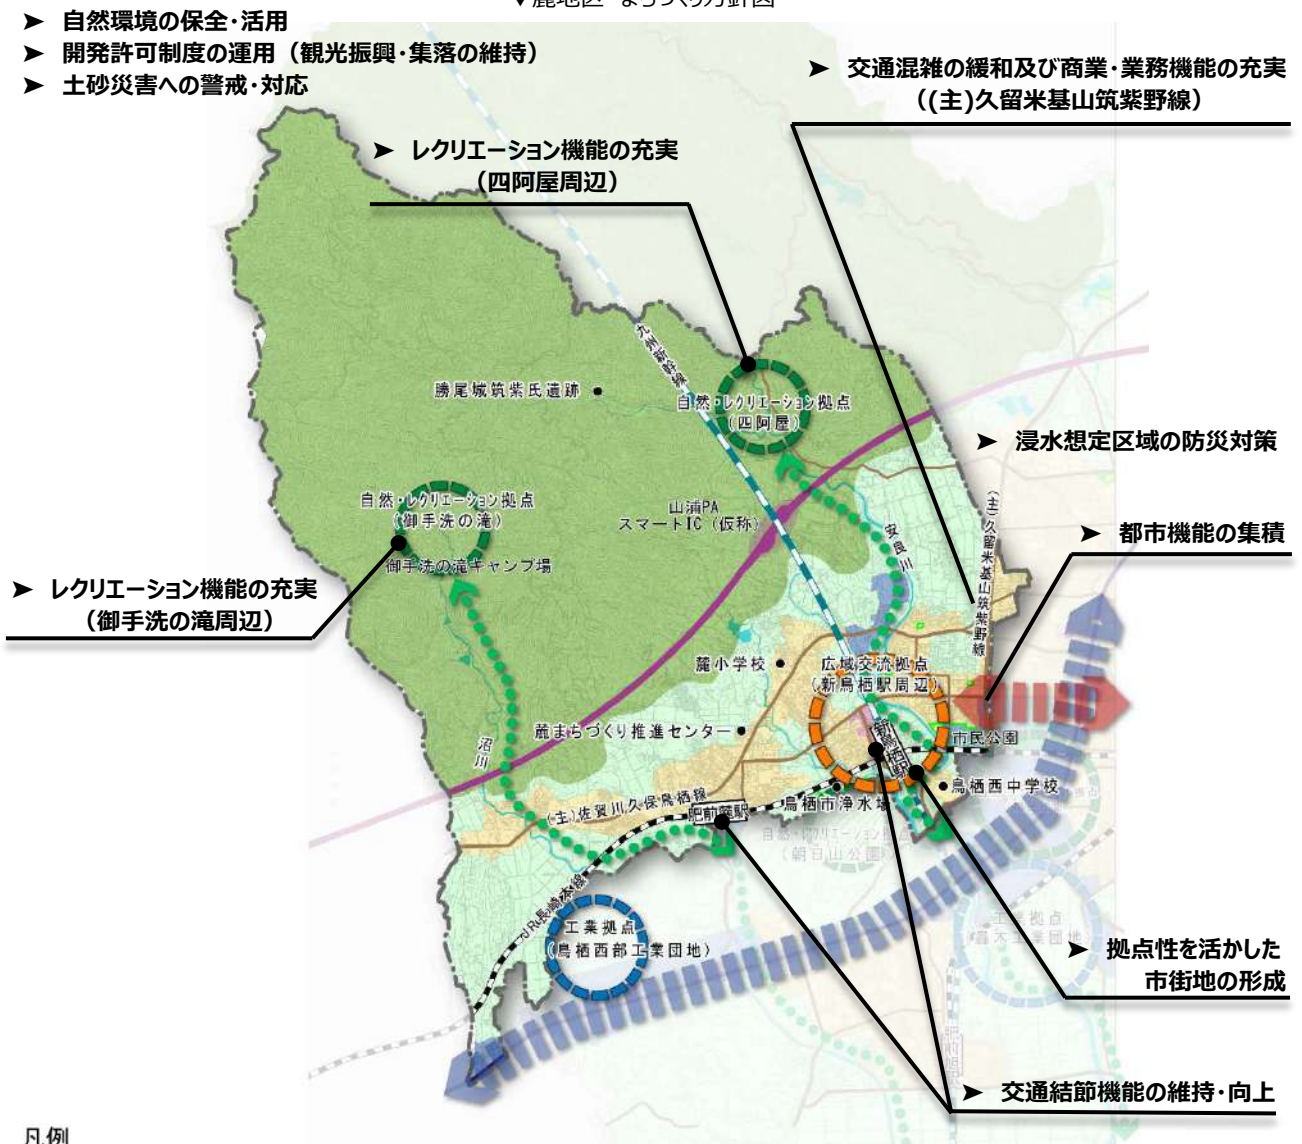 ▼麓地区 まちづくり方針図
➤ 自然環境の保全・活用
➤ 開発許可制度の運用（観光振興・集落の維持）
➤ 土砂災害への警戒・対応
➤ 交通混雑の緩和及び商業・業務機能の充実
（(主)久留米基山筑紫野線）
➤ レクリエーション機能の充実
（四阿屋周辺）
九州新幹線
勝尾城筑紫氏遺跡
自然・レクリエーション拠点
（四阿屋）
➤ 浸水想定区域の防災対策
自然・レクリエーション拠点
（御手洗の滝）
御手洗の滝キャンプ場
山浦PA
スマートIC（仮称）
安良川
（主）久留米基山筑紫野線
➤ 都市機能の集積
➤ レクリエーション機能の充実
（御手洗の滝周辺）
麓小学校
広域交流拠点
（新鳥栖駅周辺）
麓まちづくり推進センター
新鳥栖駅
市民公園
沼川
（主）佐賀川久保鳥栖線
肥前麓駅
鳥栖市浄水場
鳥栖西中学校
自然・レクリエーション拠点
（朝日山公園）
JR長崎本線
工業拠点
（鳥栖西部工業団地）
工業拠点
➤ 拠点性を活かした
市街地の形成
➤ 交通結節機能の維持・向上
凡例